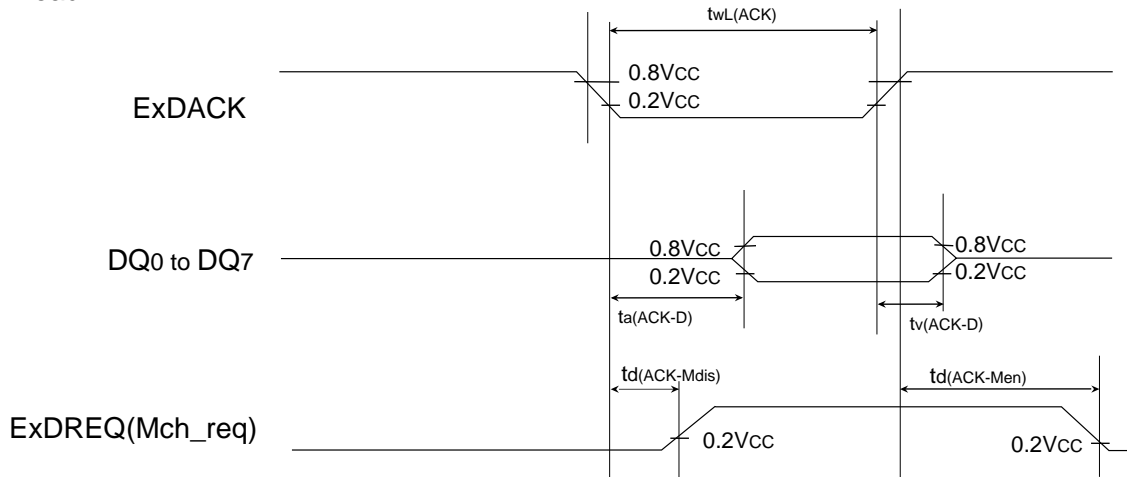 twL(ACK)
0.8VCC
0.2VCC
ExDACK
0.8VCC
0.8VCC
DQ0 to DQ7
0.2VCC
0.2VCC
ta(ACK-D)
tv(ACK-D)
td(ACK-Mdis)
td(ACK-Men)
ExDREQ(Mch_req)
0.2VCC
0.2VCC